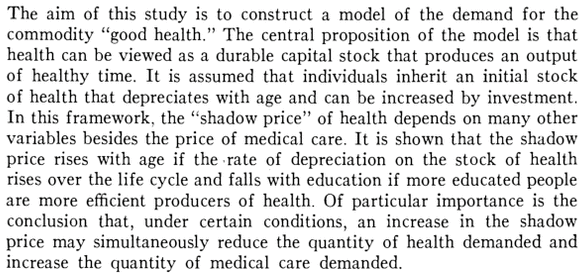 The aim of this study is to construct a model of the demand for the
commodity “good health.” The central proposition of the model is that
health can be viewed as a durable capital stock that produces an output
of healthy time. It is assumed that individuals inherit an initial stock
of health that depreciates with age and can be increased by investment.
In this framework, the “shadow price” of health depends on many other
variables besides the price of medical care. It is shown that the shadow
price rises with age if the rate of depreciation on the stock of health
rises over the life cycle and falls with education if more educated people
are more efficient producers of health. Of particular importance is the
conclusion that, under certain conditions, an increase in the shadow
price may simultaneously reduce the quantity of health demanded and
increase the quantity of medical care demanded.